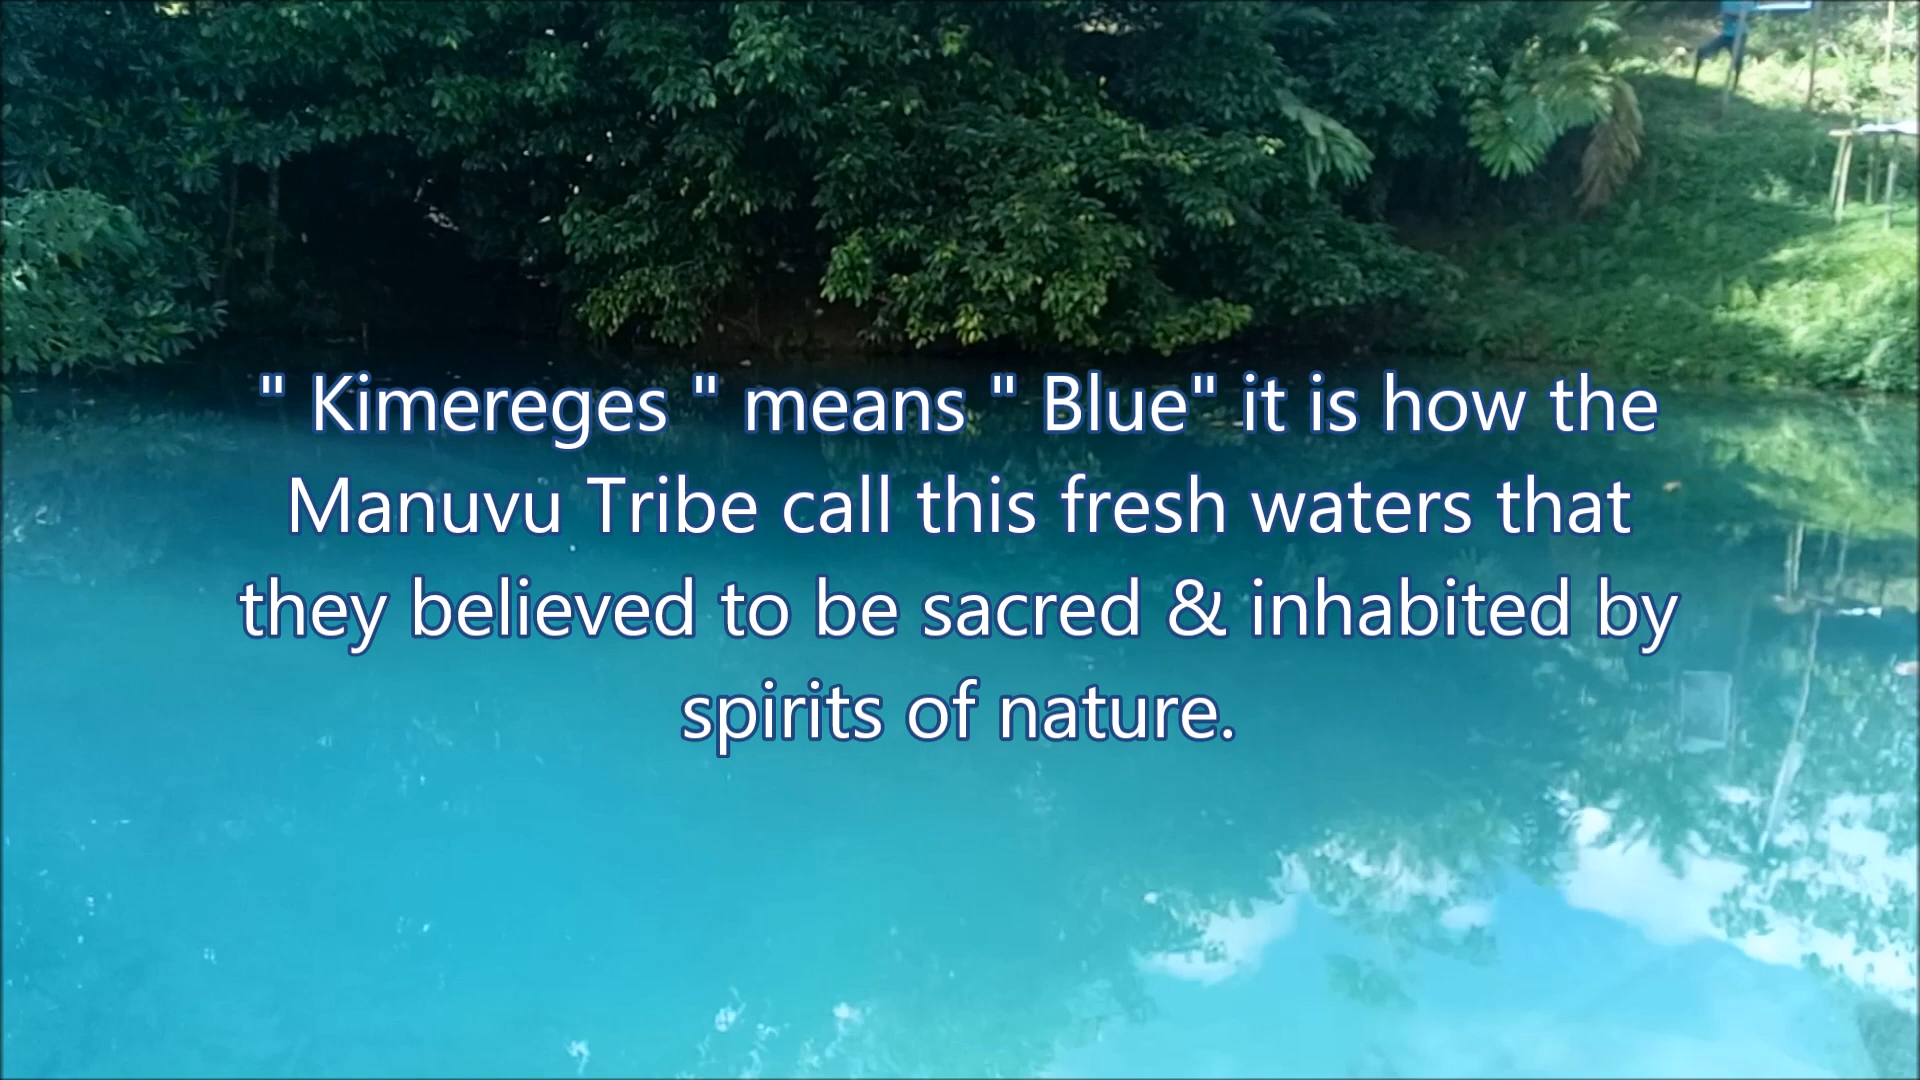 " Kimereges " means " Blue" it is how the
Manuvu Tribe call this fresh waters that
they believed to be sacred & inhabited by
spirits of nature.